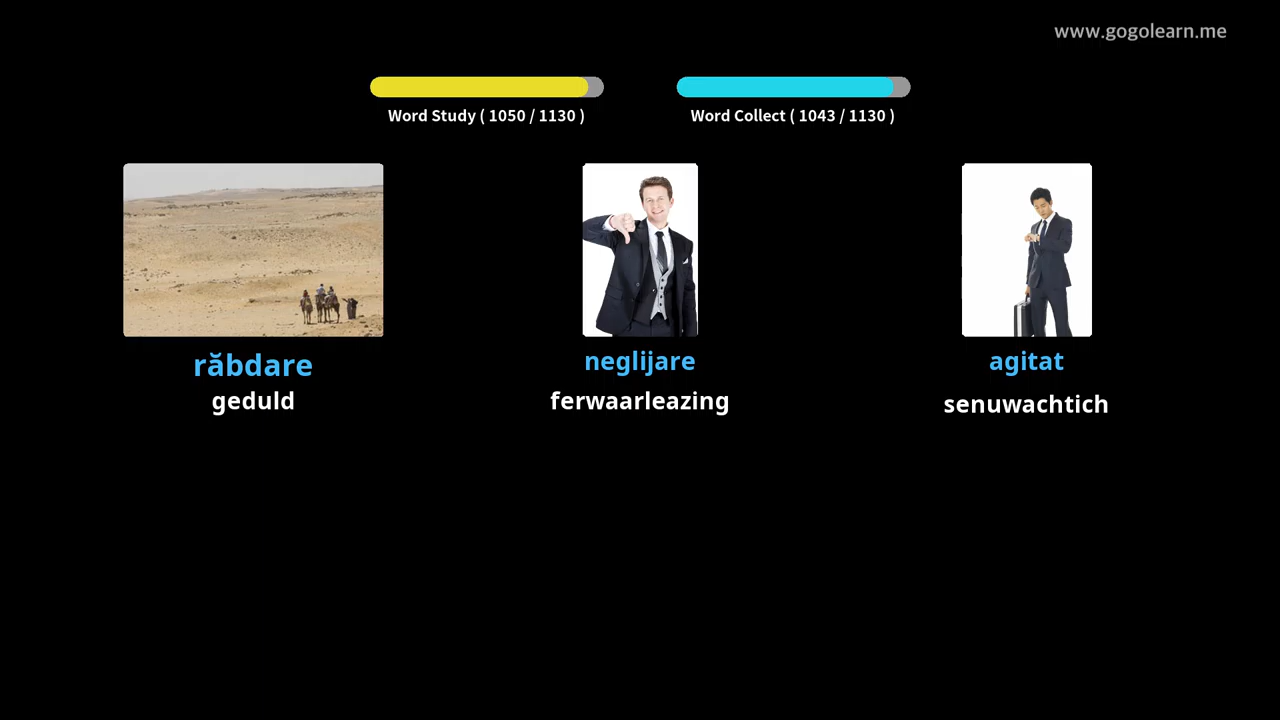 www.gogolearn.me
Word Study ( 1050 / 1130 )
Word Collect ( 1043 / 1130 )
răbdare
geduld
neglijare
ferwaarleazing
agitat
senuwachtich